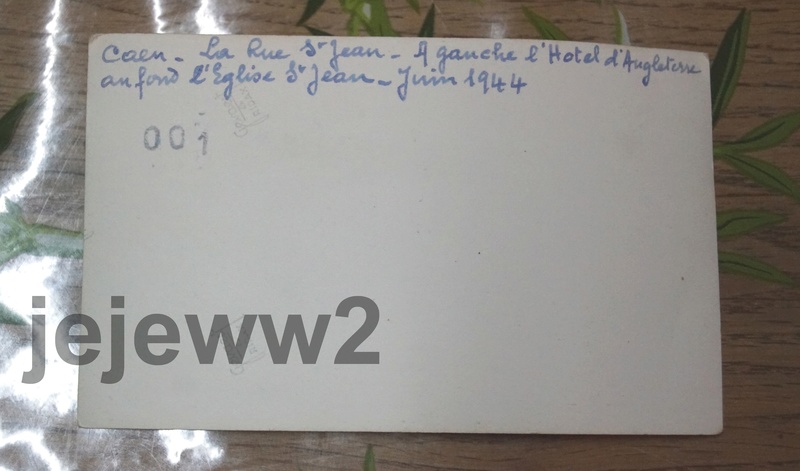 Caen - La Rue St Jean - A gauche l'Hotel d'Angleterre
au fond l'Eglise St Jean - Juin 1944
001
jejeww2